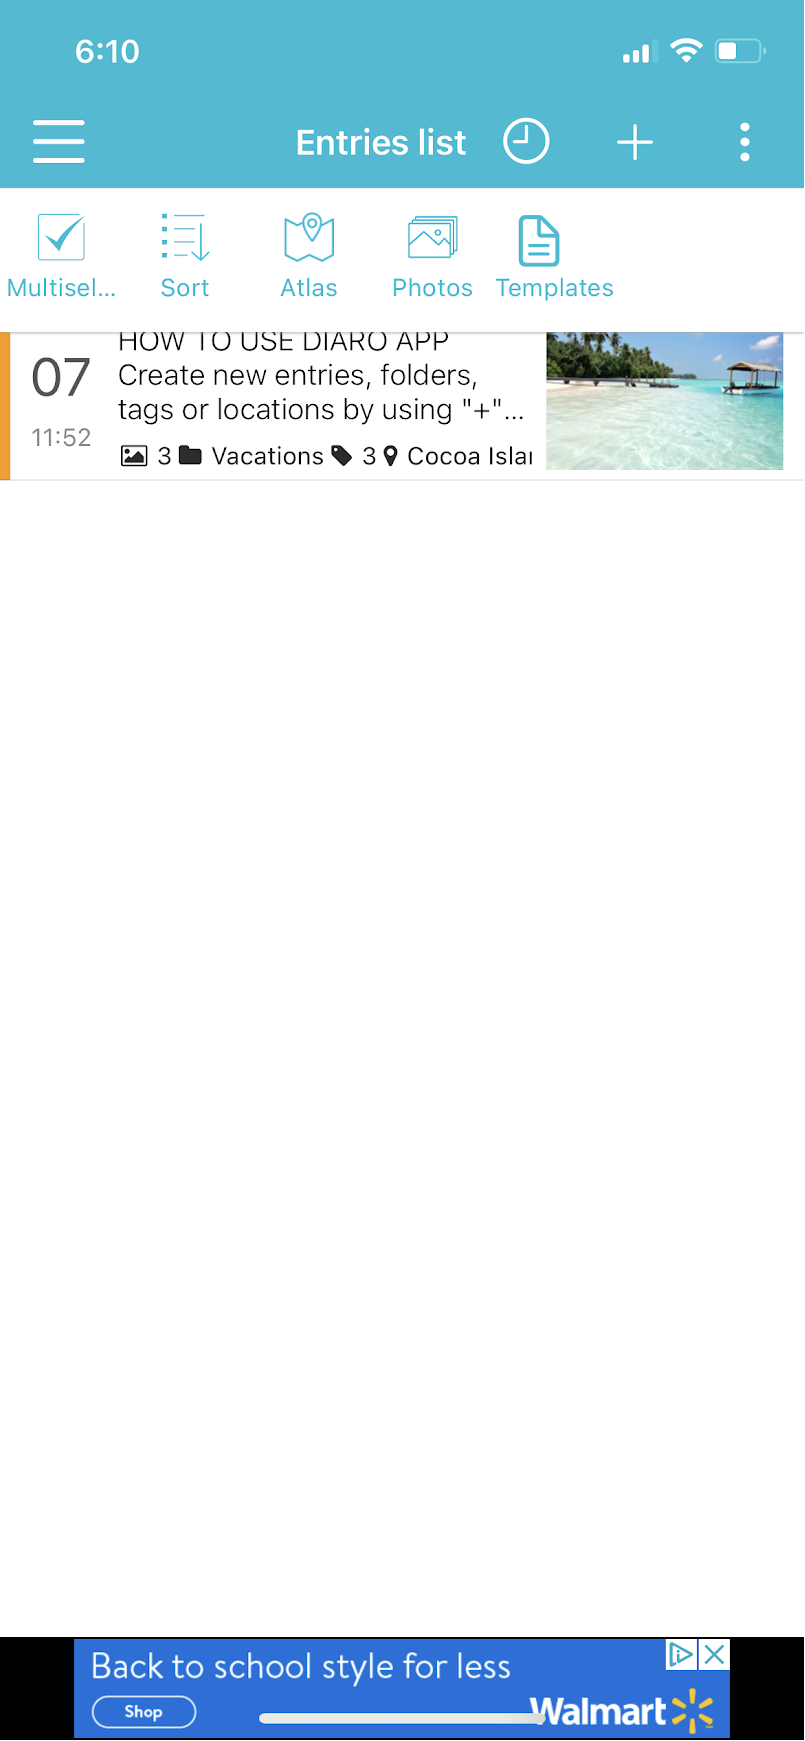 6:10
Entries list
Multisel...
Sort
Atlas
Photos
Templates
07
11:52
HOW TO USE DIARO APP
Create new entries, folders,
tags or locations by using "+"...
3 Vacations 3 Cocoa Islan
Back to school style for less
Shop
Walmart